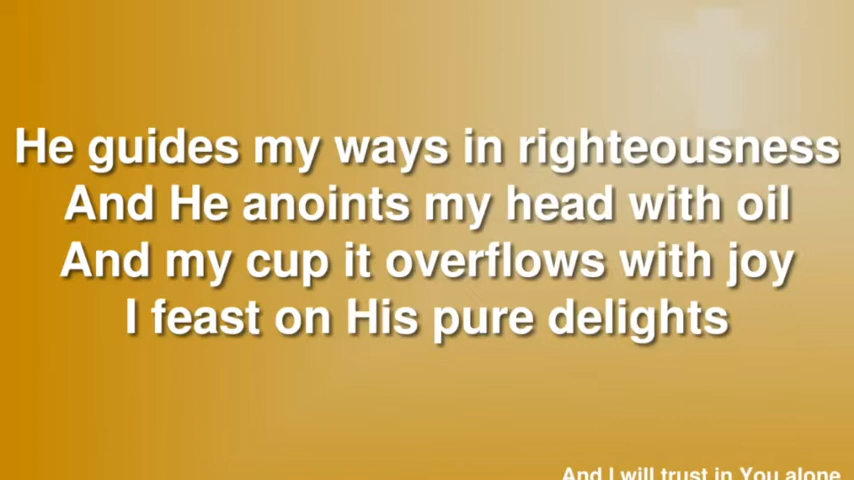 He guides my ways in righteousness
And He anoints my head with oil
And my cup it overflows with joy
I feast on His pure delights
And I will trust in You alone